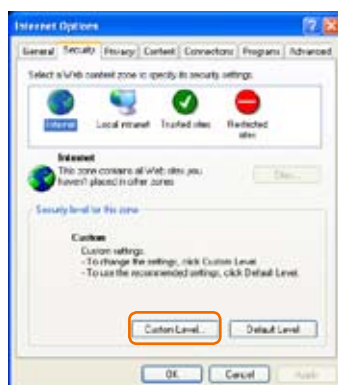 Internet Options
General Security Privacy Content Connections Programs Advanced
Select a Web content zone to specify its security settings.
Internet Local intranet Trusted sites Restricted
sites
Internet
This zone contains all Web sites you
haven't placed in other zones
Sites...
Security level for this zone
Custom
Custom settings.
- To change the settings, click Custom Level.
- To use the recommended settings, click Default Level.
Custom Level... Default Level
OK Cancel Apply